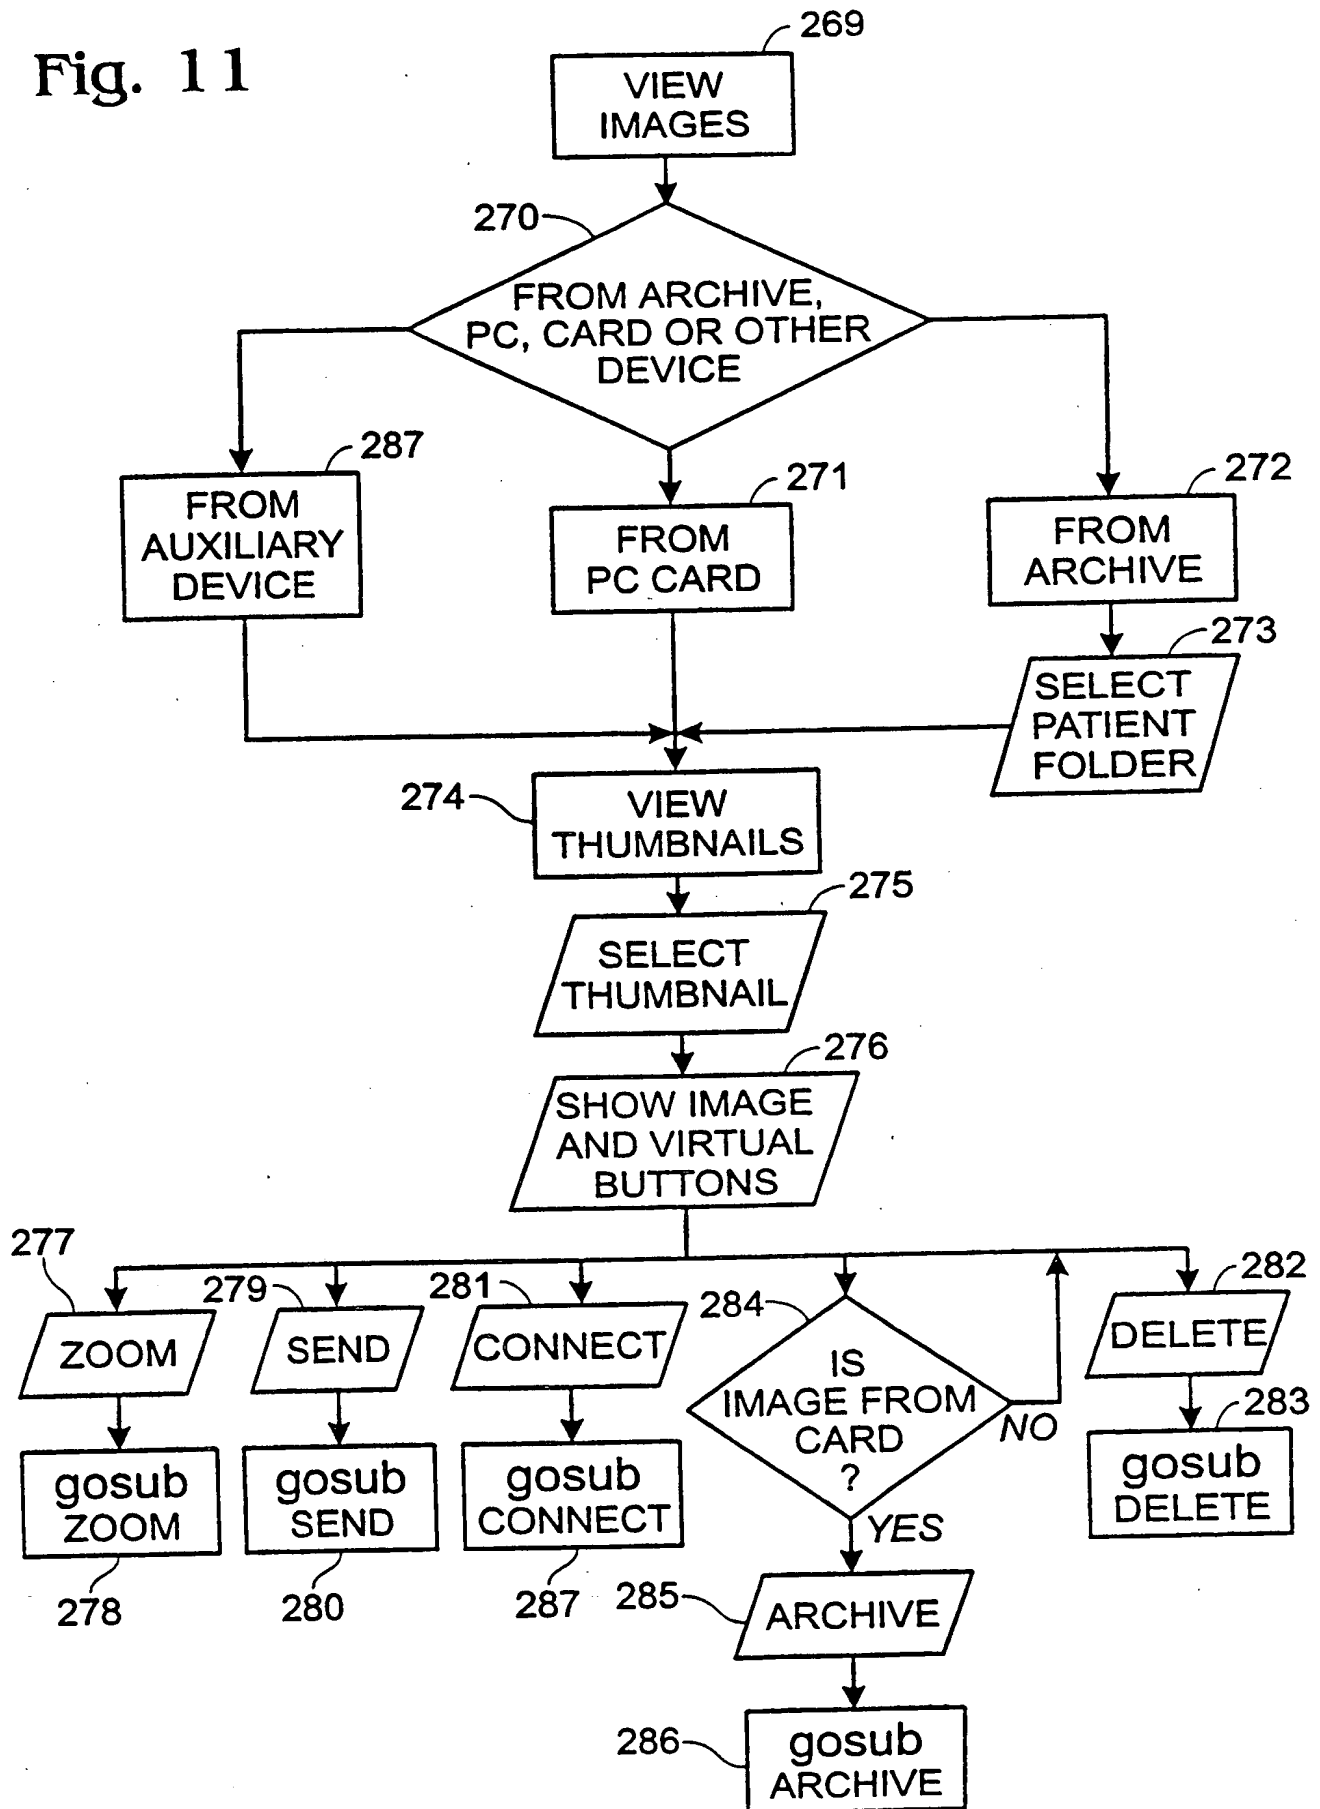 Fig. 11
269
VIEW
IMAGES
270
FROM ARCHIVE,
PC, CARD OR OTHER
DEVICE
287
FROM
AUXILIARY
DEVICE
271
FROM
PC CARD
272
FROM
ARCHIVE
273
SELECT
PATIENT
FOLDER
274
VIEW
THUMBNAILS
275
SELECT
THUMBNAIL
276
SHOW IMAGE
AND VIRTUAL
BUTTONS
277
ZOOM
gosub
ZOOM
278
279
SEND
gosub
SEND
280
281
CONNECT
gosub
CONNECT
287
284
IS
IMAGE FROM
CARD
?
NO
YES
285
ARCHIVE
286
gosub
ARCHIVE
282
DELETE
283
gosub
DELETE